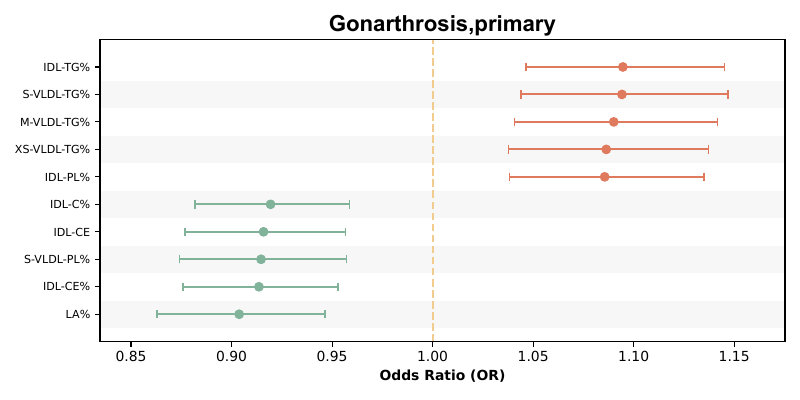 Gonarthrosis,primary
IDL-TG%
S-VLDL-TG%
M-VLDL-TG%
XS-VLDL-TG%
IDL-PL%
IDL-C%
IDL-CE
S-VLDL-PL%
IDL-CE%
LA%
0.85 0.90 0.95 1.00 1.05 1.10 1.15
Odds Ratio (OR)